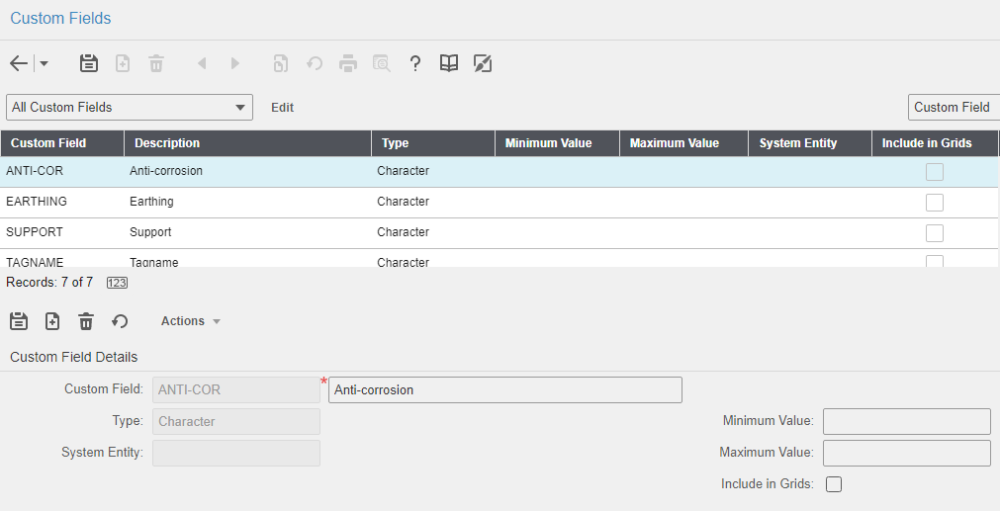 Custom Fields
?
All Custom Fields Edit Custom Field
Custom Field Description Type Minimum Value Maximum Value System Entity Include in Grids
ANTI-COR Anti-corrosion Character
EARTHING Earthing Character
SUPPORT Support Character
TAGNAME Tagname Character
Records: 7 of 7 123
Actions
Custom Field Details
Custom Field: ANTI-COR * Anti-corrosion
Type: Character Minimum Value:
System Entity: Maximum Value:
Include in Grids: